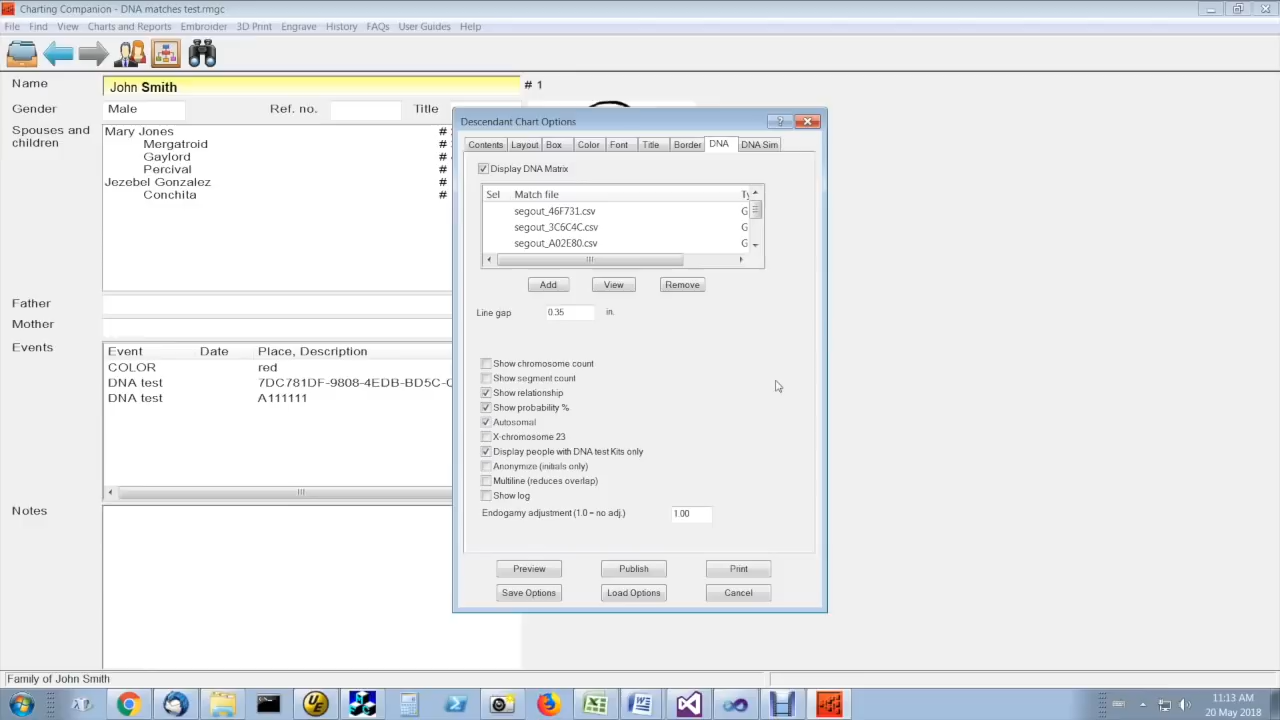 Charting Companion - DNA matches test.rmgc
File Find View Charts and Reports Embroider 3D Print Engrave History FAQs User Guides Help
Name John Smith # 1
Gender Male Ref. no. Title
Spouses and children
Mary Jones #
Mergatroid #
Gaylord #
Percival #
Jezebel Gonzalez #
Conchita #
Father
Mother
Events
Event Date Place, Description
COLOR red
DNA test 7DC781DF-9808-4EDB-BD5C-
DNA test A111111
Notes
Descendant Chart Options
Contents Layout Box Color Font Title Border DNA DNA Sim
Display DNA Matrix
Sel Match file
segout_46F731.csv G
segout_3C6C4C.csv G
segout_A02E80.csv G
Add View Remove
Line gap 0.35 in.
Show chromosome count
Show segment count
Show relationship
Show probability %
Autosomal
X-chromosome 23
Display people with DNA test Kits only
Anonymize (initials only)
Multiline (reduces overlap)
Show log
Endogamy adjustment (1.0 = no adj.) 1.00
Preview Publish Print
Save Options Load Options Cancel
Family of John Smith
11:13 AM
20 May 2018